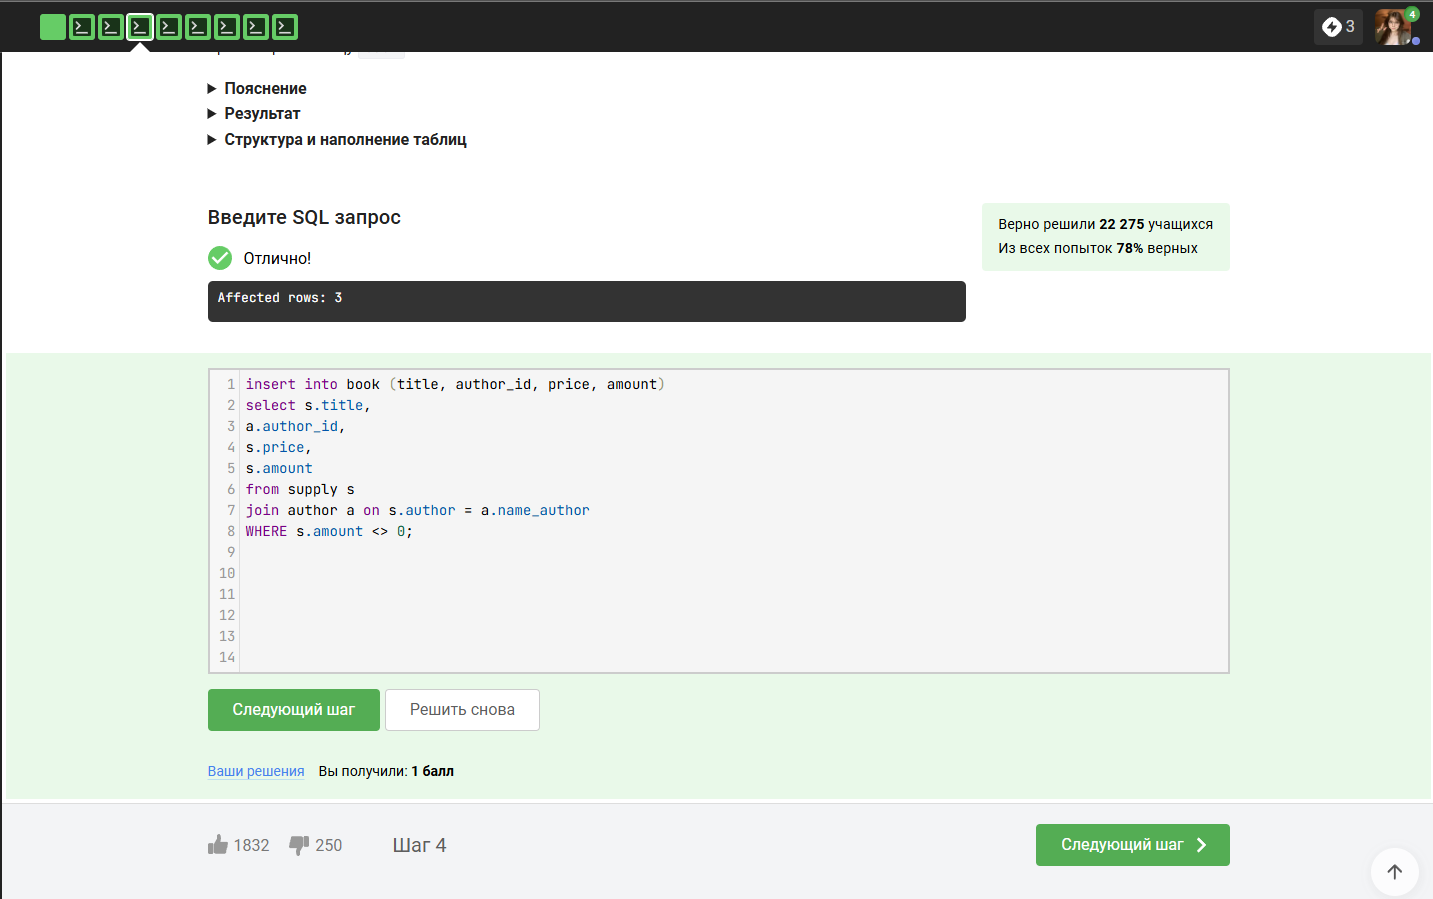 3
4
Пояснение
Результат
Структура и наполнение таблиц
Введите SQL запрос
Верно решили 22 275 учащихся
Из всех попыток 78% верных
Отлично!
Affected rows: 3
1 insert into book (title, author_id, price, amount)
2 select s.title,
3 a.author_id,
4 s.price,
5 s.amount
6 from supply s
7 join author a on s.author = a.name_author
8 WHERE s.amount <> 0;
9
10
11
12
13
14
Следующий шаг
Решить снова
Ваши решения Вы получили: 1 балл
1832 250 Шаг 4
Следующий шаг